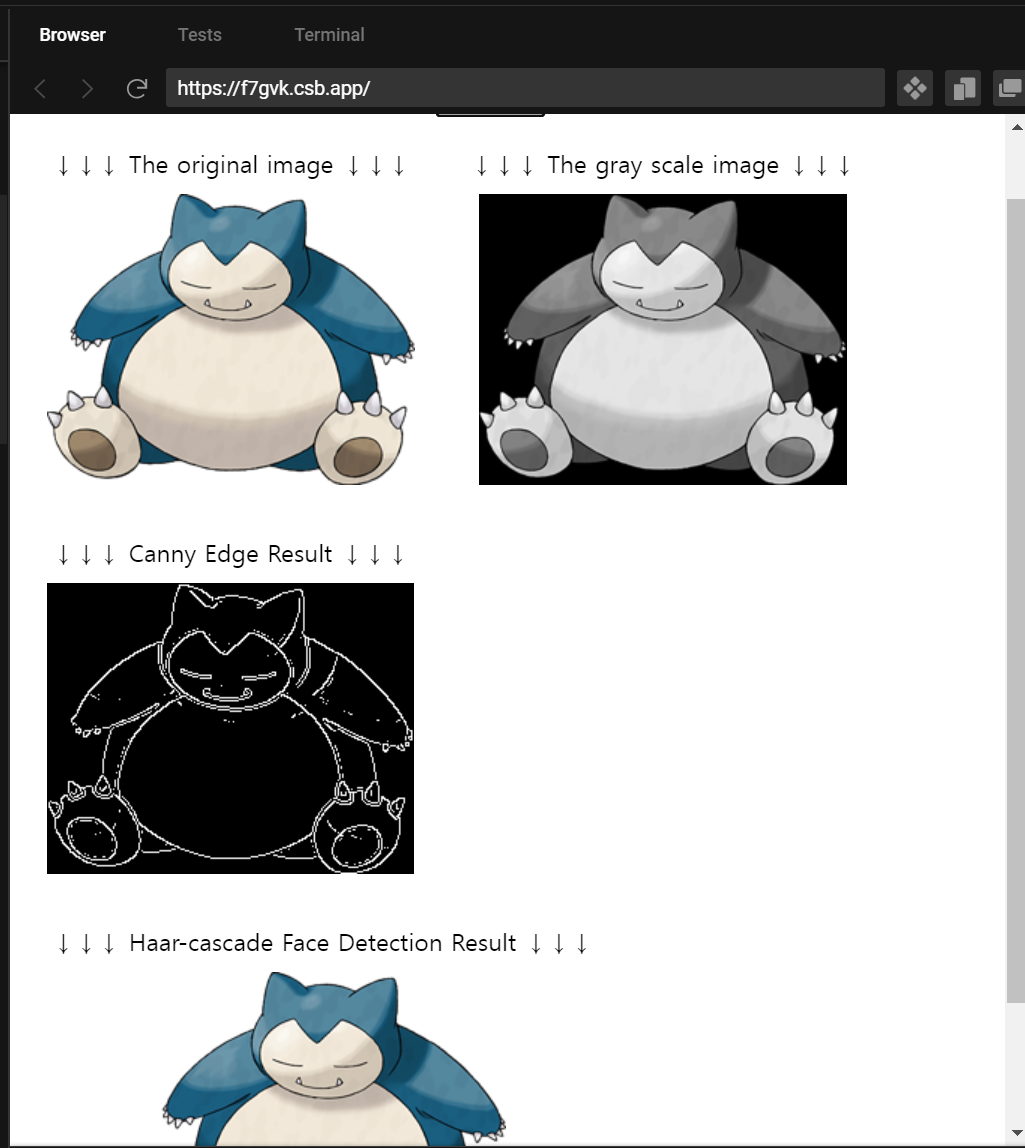 Browser Tests Terminal
https://f7gvk.csb.app/
↓ ↓ ↓ The original image ↓ ↓ ↓
↓ ↓ ↓ The gray scale image ↓ ↓ ↓
↓ ↓ ↓ Canny Edge Result ↓ ↓ ↓
↓ ↓ ↓ Haar-cascade Face Detection Result ↓ ↓ ↓